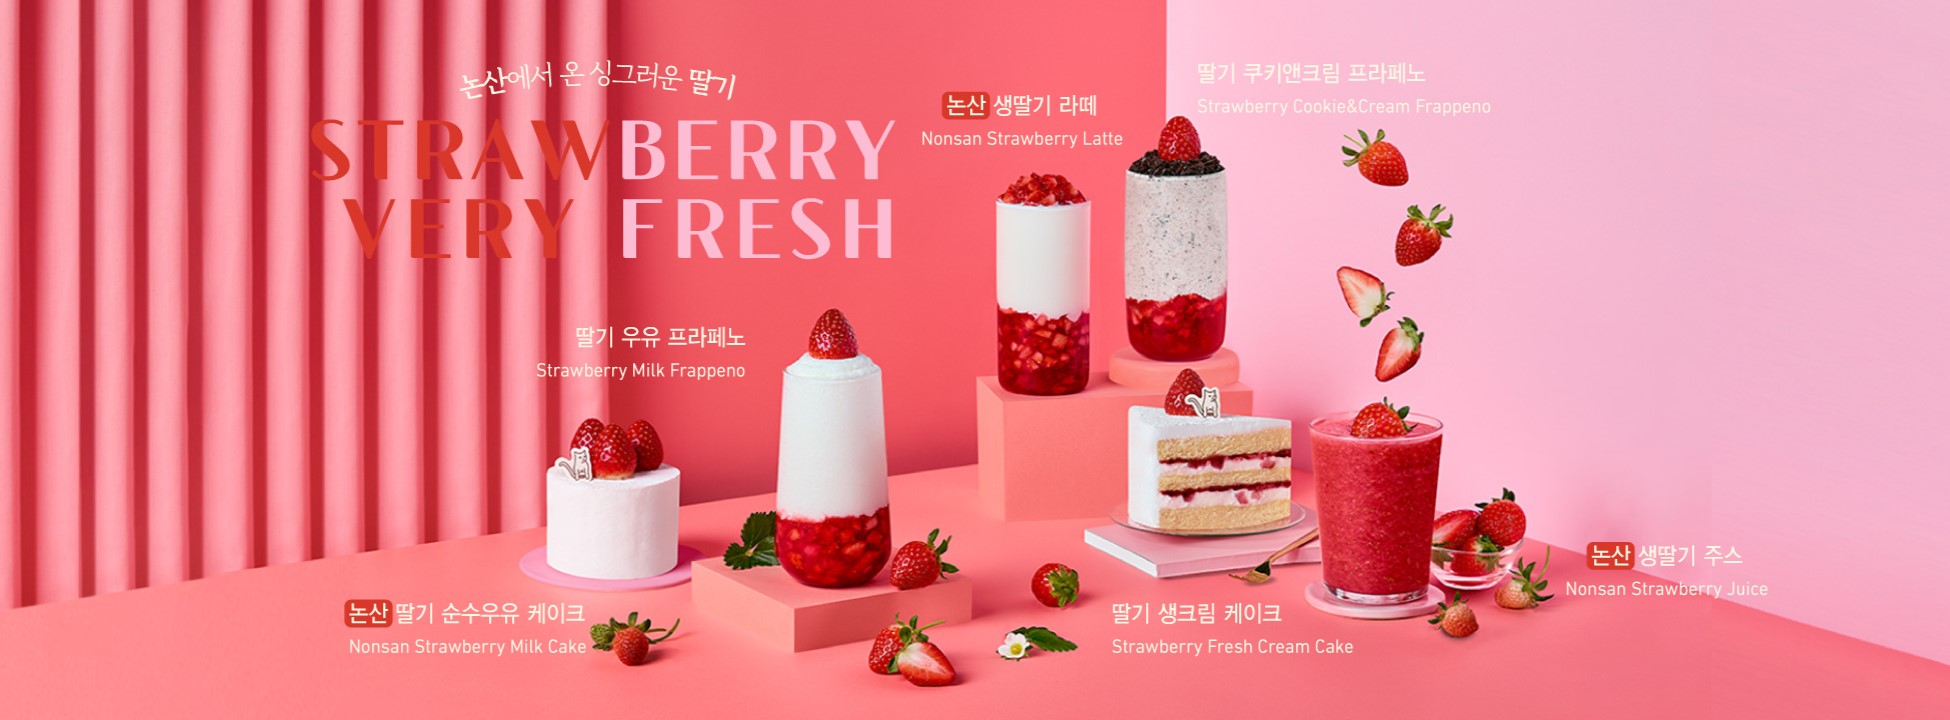 논산에서 온 싱그러운 딸기
STRAWBERRY
VERY FRESH
논산 생딸기 라떼
Nonsan Strawberry Latte
딸기 쿠키앤크림 프라페노
Strawberry Cookie&Cream Frappeno
딸기 우유 프라페노
Strawberry Milk Frappeno
논산 딸기 순수우유 케이크
Nonsan Strawberry Milk Cake
딸기 생크림 케이크
Strawberry Fresh Cream Cake
논산 생딸기 주스
Nonsan Strawberry Juice